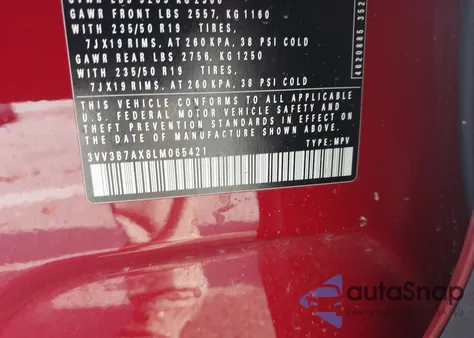 GAWR FRONT LBS 2557, KG 1160
WITH 235/50 R19 TIRES,
7JX19 RIMS, AT 260 KPA, 38 PSI COLD
GAWR REAR LBS 2756, KG 1250
WITH 235/50 R19 TIRES,
7JX19 RIMS, AT 260 KPA, 38 PSI COLD
THIS VEHICLE CONFORMS TO ALL APPLICABLE
U.S. FEDERAL MOTOR VEHICLE SAFETY AND
THEFT PREVENTION STANDARDS IN EFFECT ON
THE DATE OF MANUFACTURE SHOWN ABOVE
3VV3B7AX8LM065421 TYPE: MPV
4620885 352
autoSnap